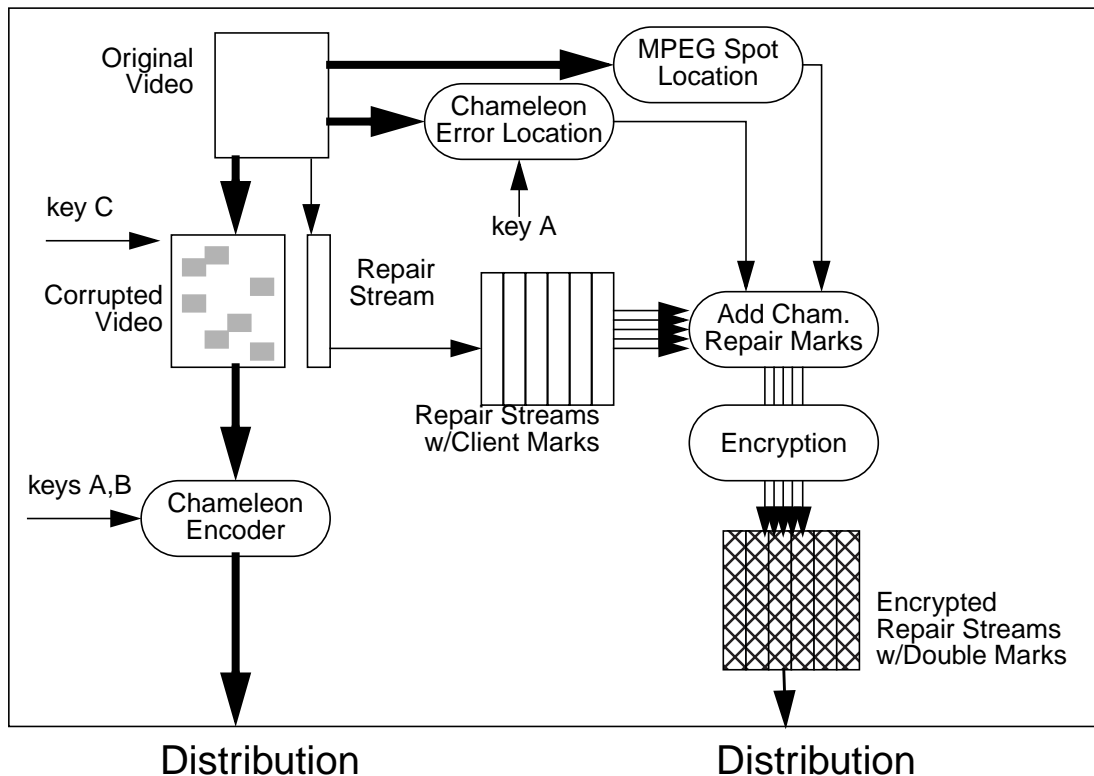 Original
Video
MPEG Spot
Location
Chameleon
Error Location
key C
key A
Corrupted
Video
Repair
Stream
Add Cham.
Repair Marks
Repair Streams
w/Client Marks
Encryption
keys A,B
Chameleon
Encoder
Encrypted
Repair Streams
w/Double Marks
Distribution
Distribution